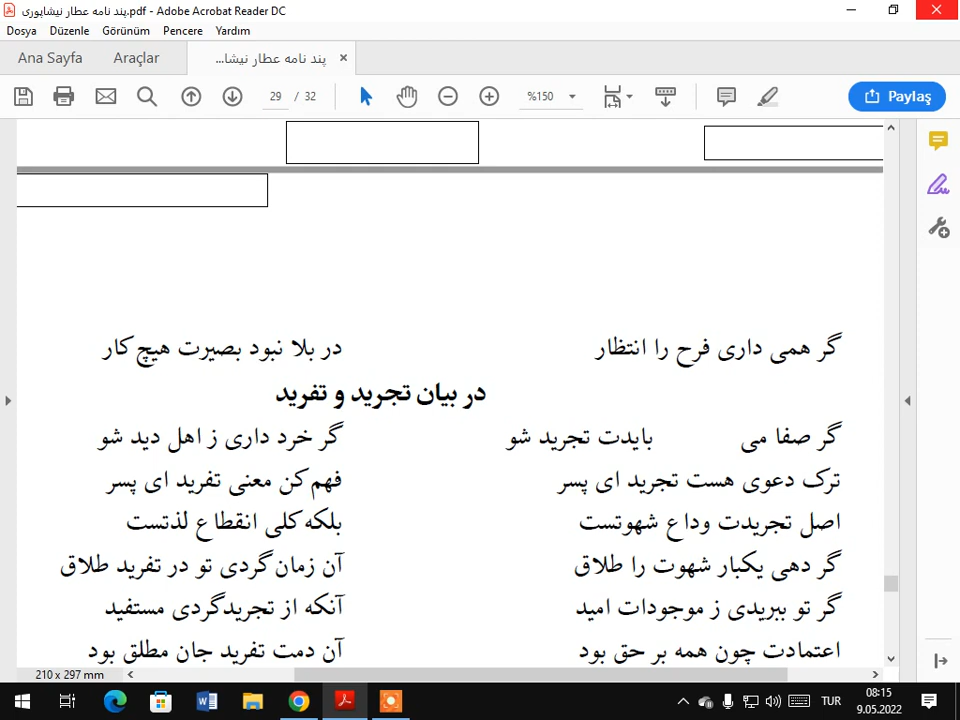 پند نامه عطار نیشاپوری.pdf - Adobe Acrobat Reader DC
Dosya Düzenle Görünüm Pencere Yardım
Ana Sayfa Araçlar پند نامه عطار نیشا... ×
29 / 32 %150 Paylaş
گر همی داری فرح را انتظار در بلا نبود بصیرت هیچ کار
در بیان تجرید و تفرید
گر صفا می بایدت تجرید شو گر خرد داری ز اهل دید شو
ترک دعوی هست تجرید ای پسر فهم کن معنی تفرید ای پسر
اصل تجریدت وداع شهوتست بلکه کلی انقطاع لذتست
گر دهی یکبار شهوت را طلاق آن زمان گردی تو در تفرید طلاق
گر تو ببریدی ز موجودات امید آنکه از تجرید گردی مستفید
اعتمادت چون همه بر حق بود آن دمت تفرید جان مطلق بود
210 x 297 mm
TUR
08:15
9.05.2022